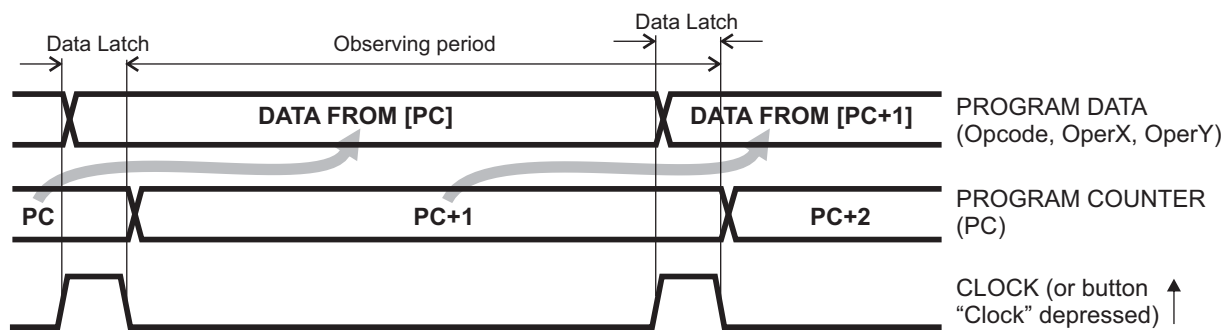 Data Latch
Data Latch
Observing period
DATA FROM [PC]
DATA FROM [PC+1]
PROGRAM DATA
(Opcode, OperX, OperY)
PC
PC+1
PC+2
PROGRAM COUNTER
(PC)
CLOCK (or button
“Clock” depressed)